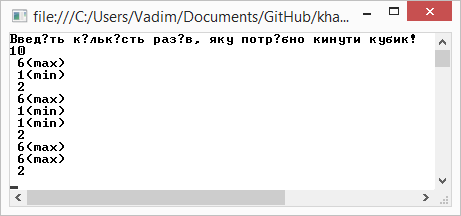 file:///C:/Users/Vadim/Documents/GitHub/kha...
Введ?ть к?льк?сть раз?в, яку потр?бно кинути кубик!
10
6(max)
1(min)
2
6(max)
1(min)
1(min)
2
6(max)
6(max)
2